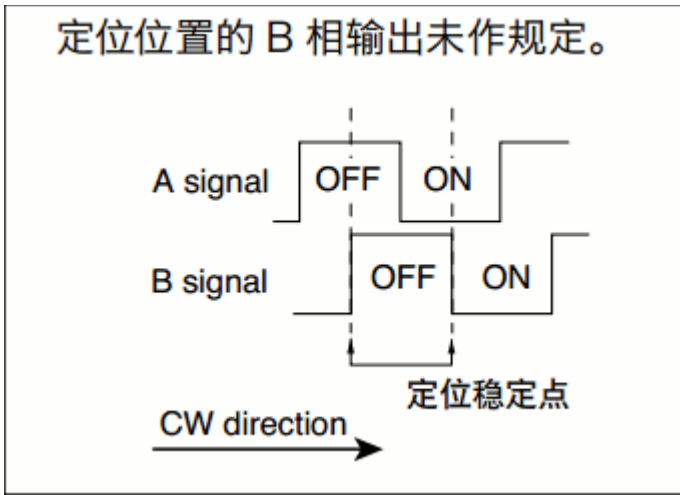 定位位置的 B 相输出未作规定。
A signal OFF ON
B signal OFF ON
定位稳定点
CW direction